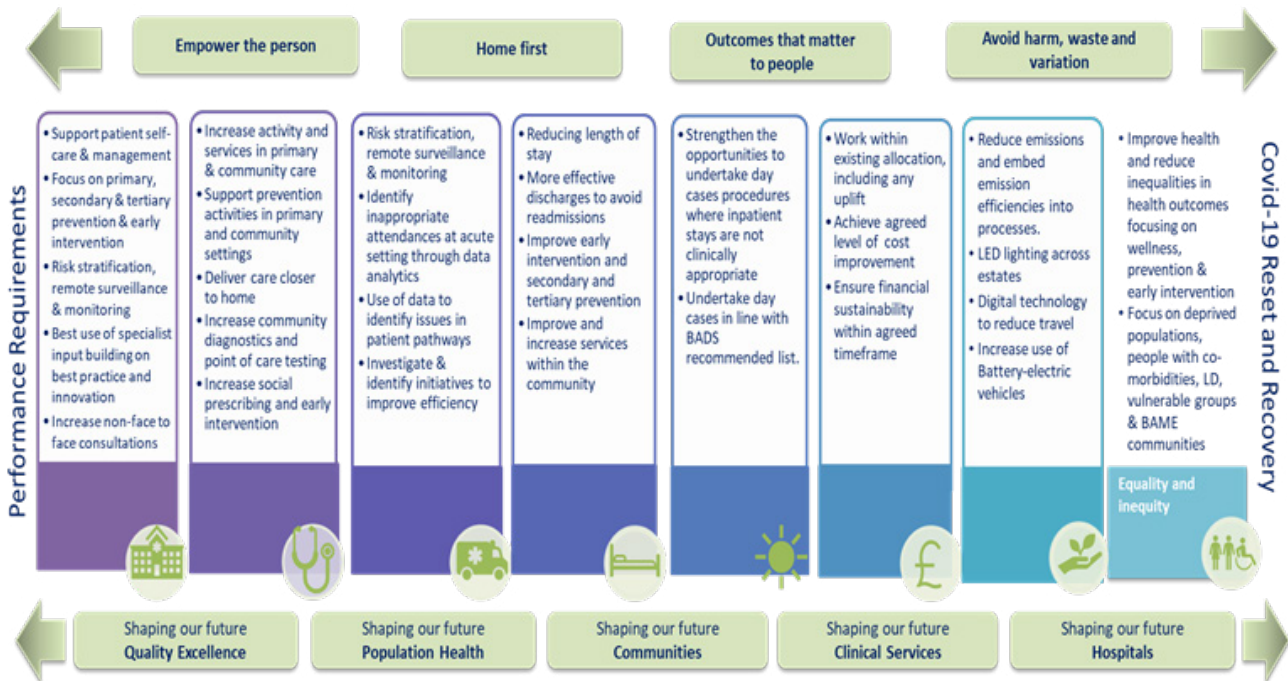 Empower the person
Home first
Outcomes that matter
to people
Avoid harm, waste and
variation
Performance Requirements
• Support patient self-
care & management
• Focus on primary,
secondary & tertiary
prevention & early
intervention
• Risk stratification,
remote surveillance
& monitoring
• Best use of specialist
input building on
best practice and
innovation
• Increase non-face to
face consultations
• Increase activity and
services in primary
& community care
• Support prevention
activities in primary
and community
settings
• Deliver care closer
to home
• Increase community
diagnostics and
point of care testing
• Increase social
prescribing and early
intervention
• Risk stratification,
remote surveillance
& monitoring
• Identify
inappropriate
attendances at acute
setting through data
analytics
• Use of data to
identify issues in
patient pathways
• Investigate &
identify initiatives to
improve efficiency
• Reducing length of
stay
• More effective
discharges to avoid
readmissions
• Improve early
intervention and
secondary and
tertiary prevention
• Improve and
increase services
within the
community
• Strengthen the
opportunities to
undertake day
cases procedures
where inpatient
stays are not
clinically
appropriate
• Undertake day
cases in line with
BADS
recommended list.
• Work within
existing allocation,
including any
uplift
• Achieve agreed
level of cost
improvement
• Ensure financial
sustainability
within agreed
timeframe
• Reduce emissions
and embed
emission
efficiencies into
processes.
• LED lighting across
estates
• Digital technology
to reduce travel
• Increase use of
Battery-electric
vehicles
• Improve health
and reduce
inequalities in
health outcomes
focusing on
wellness,
prevention &
early intervention
• Focus on deprived
populations,
people with co-
morbidities, LD,
vulnerable groups
& BAME
communities
Equality and
inequity
£
Covid-19 Reset and Recovery
Shaping our future
Quality Excellence
Shaping our future
Population Health
Shaping our future
Communities
Shaping our future
Clinical Services
Shaping our future
Hospitals